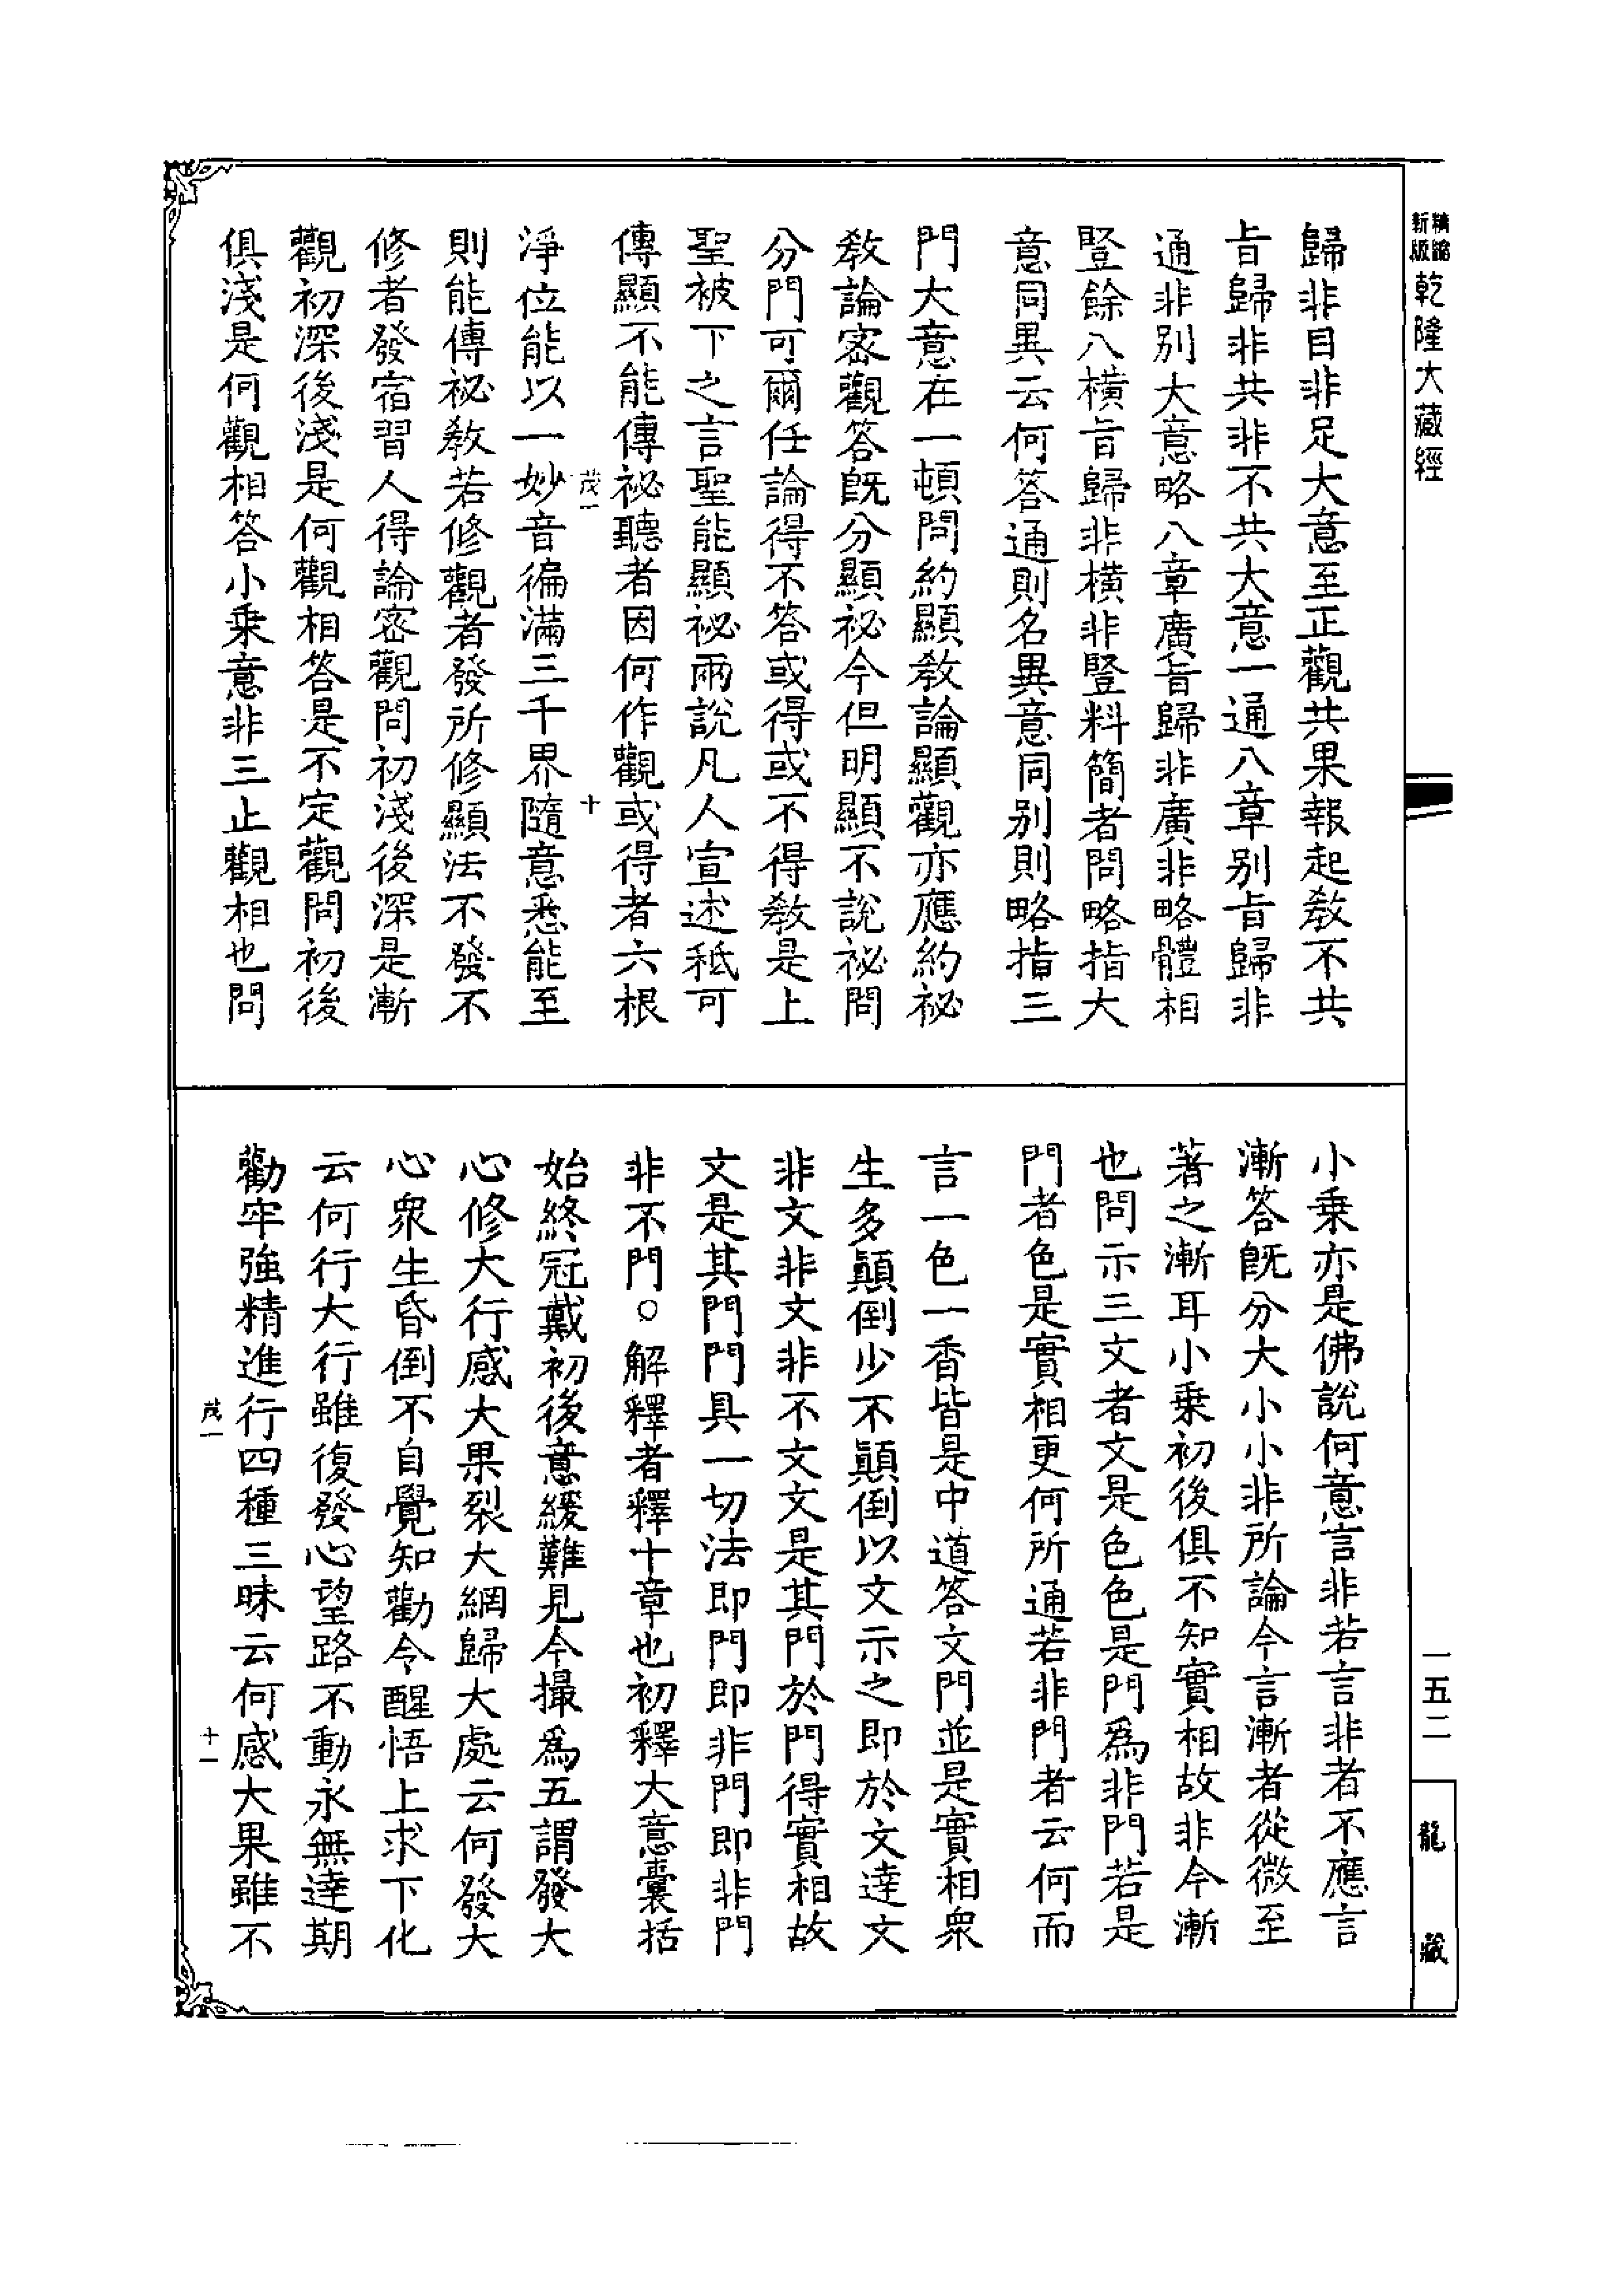 新版精縮乾隆大藏經
歸非目非足大意至正觀共果報起教不共
旨歸非共非不共大意一通八章別旨歸非
通非別大意略八章廣旨歸非廣非略體相
豎餘八橫旨歸非橫非豎料簡者問略指大
意同異云何答通則名異意同別則略指三
門大意在一頓問約顯教論顯觀亦應約祕
教論密觀答既分顯祕今但明顯不說祕問
分門可爾任論得不答或得或不得教是上
聖被下之言聖能顯祕兩說凡人宣述秪可
傳顯不能傳祕聽者因何作觀或得者六根
茂一
十
淨位能以一妙音徧滿三千界隨意悉能至
則能傳祕教若修觀者發所修顯法不發不
修者發宿習人得論密觀問初淺後深是漸
觀初深後淺是何觀相答是不定觀問初後
俱淺是何觀相答小乘意非三止觀相也問
小乘亦是佛說何意言非若言非者不應言
漸答既分大小小非所論今言漸者從微至
著之漸耳小乘初後俱不知實相故非今漸
也問示三文者文是色色是門為非門若是
門者色是實相更何所通若非門者云何而
言一色一香皆是中道答文門並是實相衆
生多顛倒少不顛倒以文示之即於文達文
非文非文非不文文是其門於門得實相故
文是其門門具一切法即門即非門即非門
非不門○解釋者釋十章也初釋大意囊括
始終冠戴初後意緩難見今撮為五謂發大
心修大行感大果裂大網歸大處云何發大
心衆生昏倒不自覺知勸令醒悟上求下化
云何行大行雖復發心望路不動永無達期
勸牢強精進行四種三昧云何感大果雖不
茂一
十一
一五二
龍藏